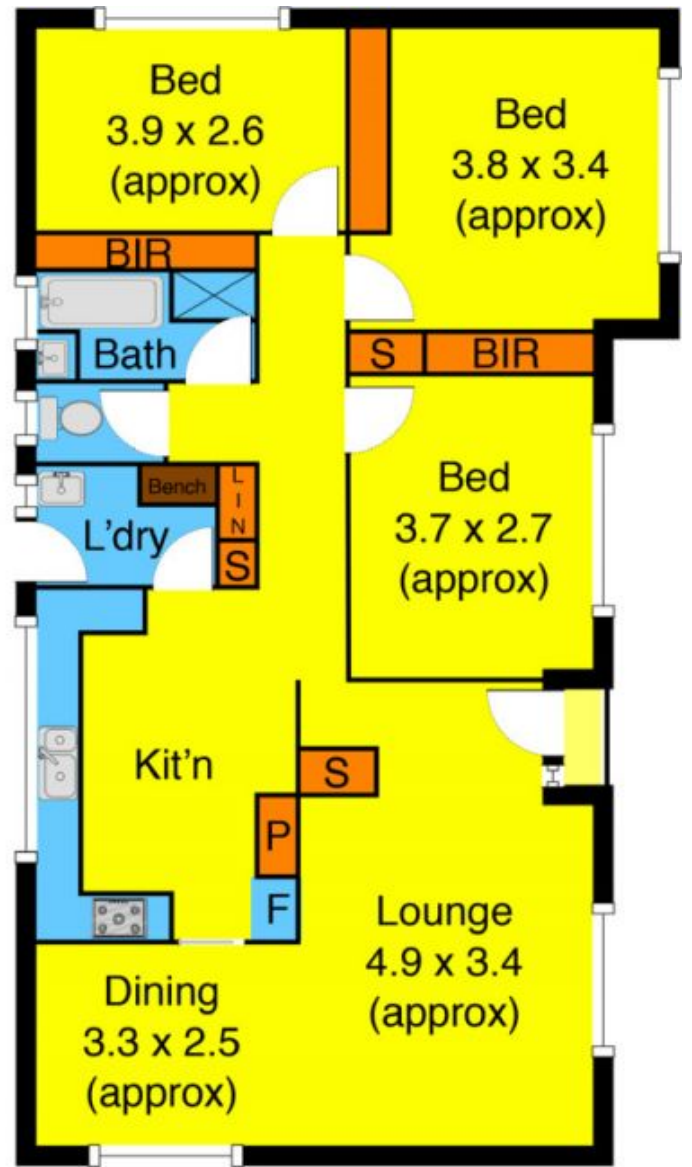 Bed
3.9 x 2.6
(approx)
Bed
3.8 x 3.4
(approx)
BIR
Bath
S
BIR
Bench
L
I
N
L'dry
S
Bed
3.7 x 2.7
(approx)
Kit'n
S
P
F
Lounge
4.9 x 3.4
(approx)
Dining
3.3 x 2.5
(approx)